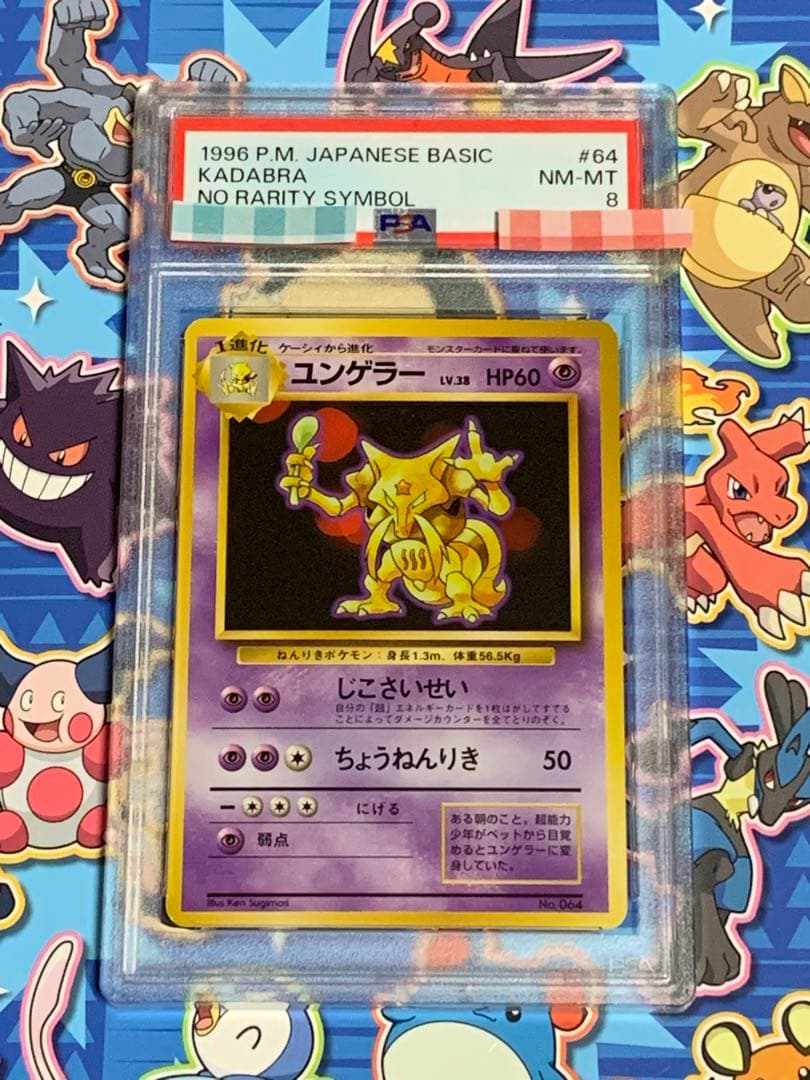 1996 P.M. JAPANESE BASIC #64
KADABRA NM-MT
NO RARITY SYMBOL 8
PSA
1進化 ケーシィから進化 モンスターカードに重ねて使います。
ユンゲラー LV.38 HP60
ねんりきポケモン:身長1.3m、体重56.5Kg
じこさいせい
自分の「超」エネルギーカードを1枚はがしてすてる
ことによってダメージカウンターを全てとりのぞく。
ちょうねんりき 50
にげる
弱点
ある朝のこと。超能力
少年がベットから目覚
めるとユンゲラーに変
身していた。
Illus Ken Sugimori No.064